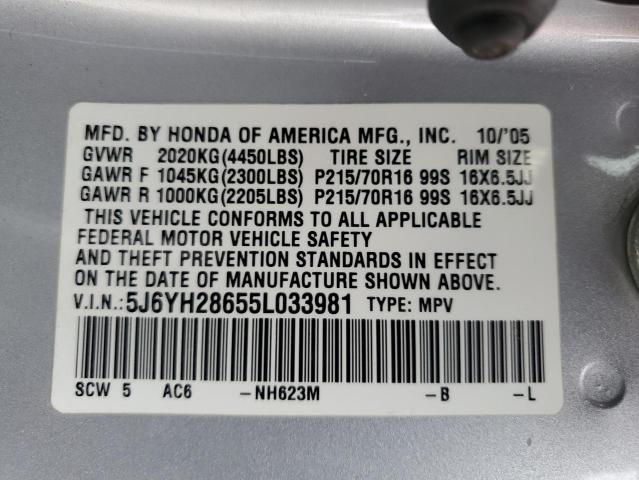 MFD. BY HONDA OF AMERICA MFG., INC. 10/'05
GVWR 2020KG(4450LBS) TIRE SIZE RIM SIZE
GAWR F 1045KG(2300LBS) P215/70R16 99S 16X6.5JJ
GAWR R 1000KG(2205LBS) P215/70R16 99S 16X6.5JJ
THIS VEHICLE CONFORMS TO ALL APPLICABLE
FEDERAL MOTOR VEHICLE SAFETY
AND THEFT PREVENTION STANDARDS IN EFFECT
ON THE DATE OF MANUFACTURE SHOWN ABOVE.
V.I.N.:5J6YH28655L033981 TYPE: MPV
SCW 5 AC6 -NH623M -B -L